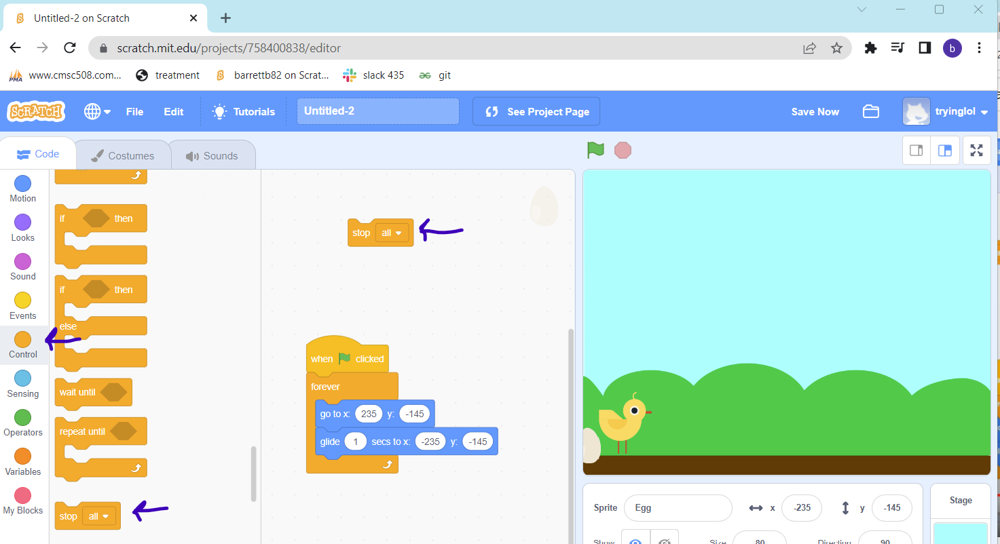 Untitled-2 on Scratch
scratch.mit.edu/projects/758400838/editor
b
PMA www.cmsc508.com... treatment barrettb82 on Scrat... slack 435 git
SCRATCH File Edit Tutorials Untitled-2 See Project Page Save Now tryinglol
Code Costumes Sounds
Motion
Looks
Sound
Events
Control
Sensing
Operators
Variables
My Blocks
if then
if then
else
wait until
repeat until
stop all
stop all
when clicked
forever
go to x: 235 y: -145
glide 1 secs to x: -235 y: -145
Sprite Egg x -235 y -145
Show Size 80 Direction 90
Stage